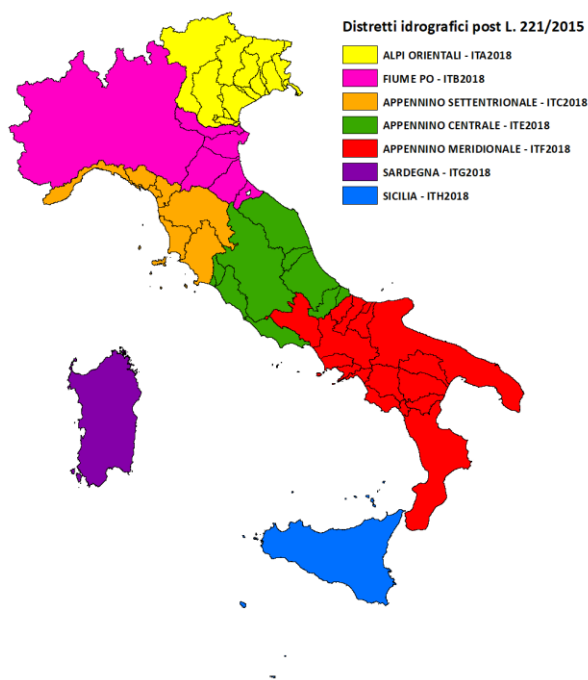 Distretti idrografici post L. 221/2015
ALPI ORIENTALI - ITA2018
FIUME PO - ITB2018
APPENNINO SETTENTRIONALE - ITC2018
APPENNINO CENTRALE - ITE2018
APPENNINO MERIDIONALE - ITF2018
SARDEGNA - ITG2018
SICILIA - ITH2018